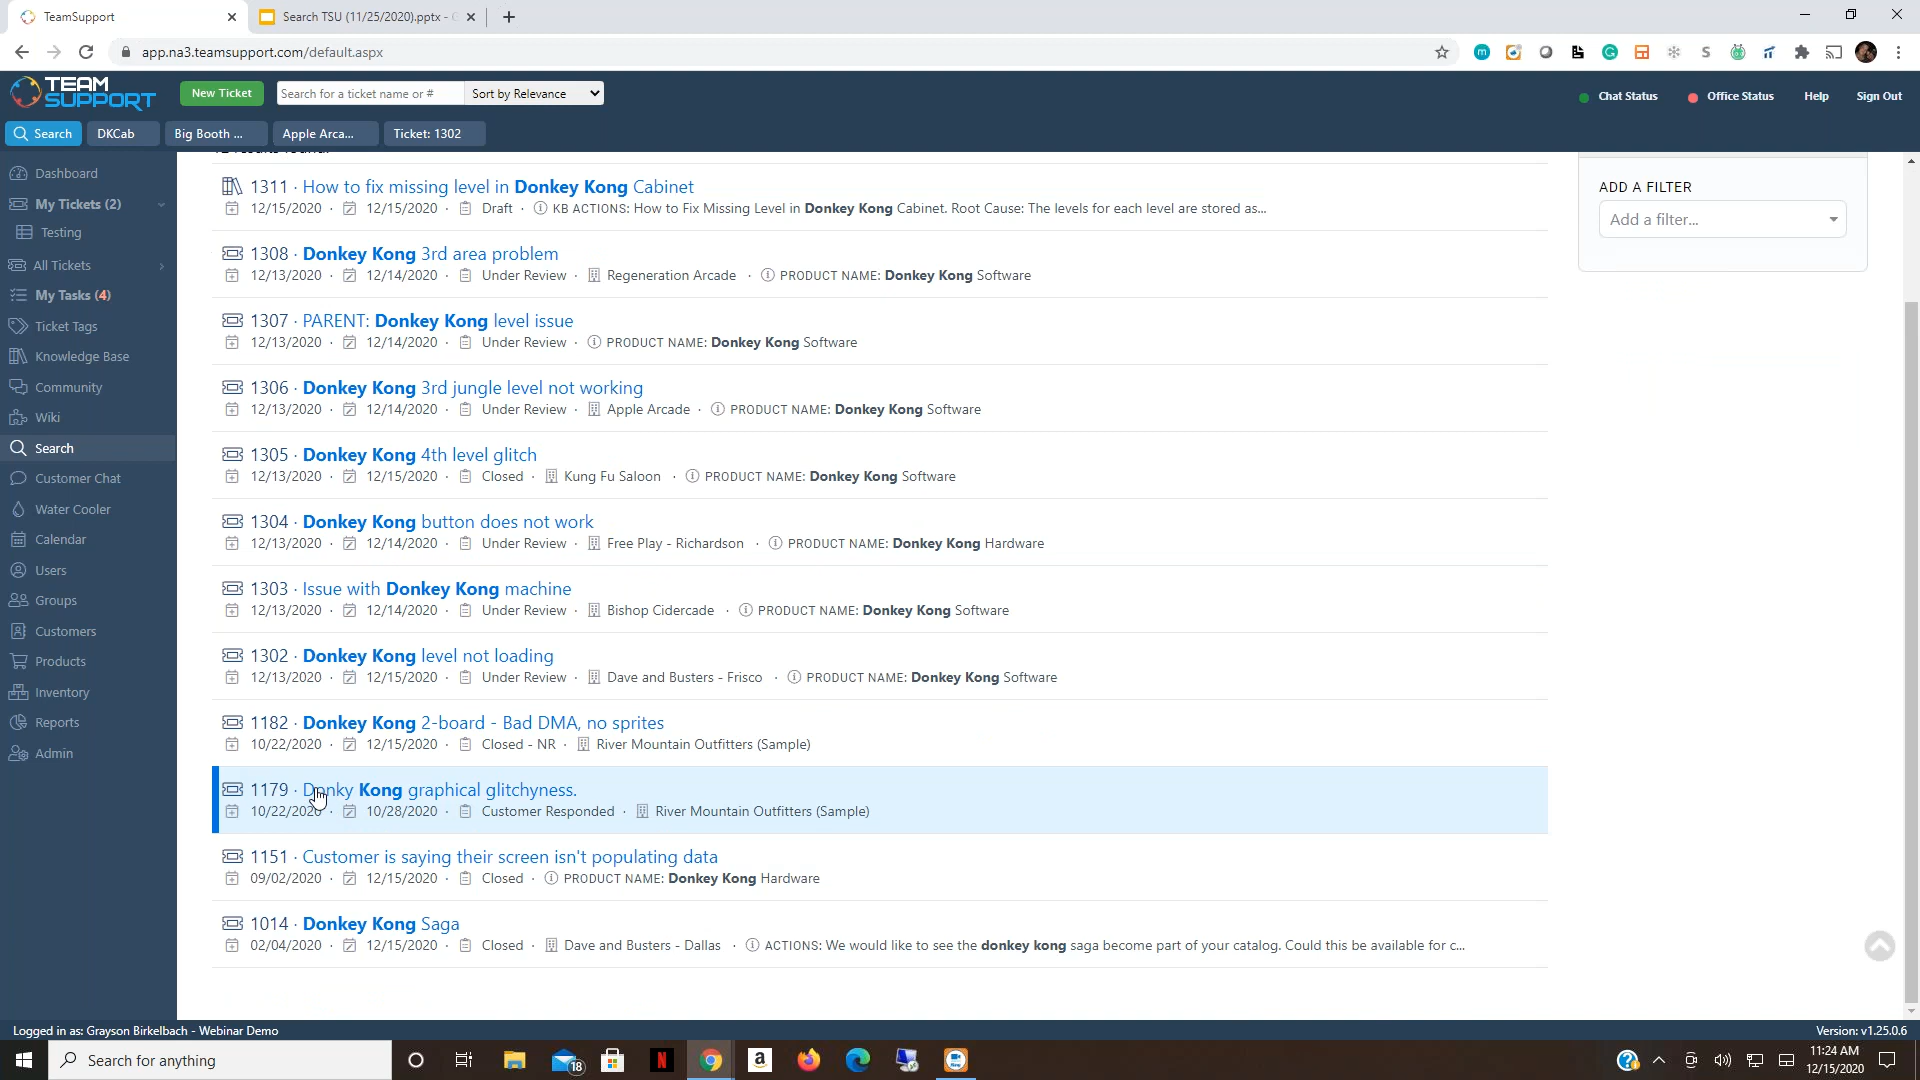 TeamSupport
Search TSU (11/25/2020).pptx - G
app.na3.teamsupport.com/default.aspx
TEAM SUPPORT
New Ticket
Search for a ticket name or #
Sort by Relevance
Chat Status
Office Status
Help
Sign Out
Search
DKCab
Big Booth ...
Apple Arca...
Ticket: 1302
Dashboard
My Tickets (2)
Testing
All Tickets
My Tasks (4)
Ticket Tags
Knowledge Base
Community
Wiki
Search
Customer Chat
Water Cooler
Calendar
Users
Groups
Customers
Products
Inventory
Reports
Admin
1311 · How to fix missing level in Donkey Kong Cabinet
12/15/2020 · 12/15/2020 · Draft · KB ACTIONS: How to Fix Missing Level in Donkey Kong Cabinet. Root Cause: The levels for each level are stored as...
1308 · Donkey Kong 3rd area problem
12/13/2020 · 12/14/2020 · Under Review · Regeneration Arcade · PRODUCT NAME: Donkey Kong Software
1307 · PARENT: Donkey Kong level issue
12/13/2020 · 12/14/2020 · Under Review · PRODUCT NAME: Donkey Kong Software
1306 · Donkey Kong 3rd jungle level not working
12/13/2020 · 12/14/2020 · Under Review · Apple Arcade · PRODUCT NAME: Donkey Kong Software
1305 · Donkey Kong 4th level glitch
12/13/2020 · 12/15/2020 · Closed · Kung Fu Saloon · PRODUCT NAME: Donkey Kong Software
1304 · Donkey Kong button does not work
12/13/2020 · 12/14/2020 · Under Review · Free Play - Richardson · PRODUCT NAME: Donkey Kong Hardware
1303 · Issue with Donkey Kong machine
12/13/2020 · 12/14/2020 · Under Review · Bishop Cidercade · PRODUCT NAME: Donkey Kong Software
1302 · Donkey Kong level not loading
12/13/2020 · 12/15/2020 · Under Review · Dave and Busters - Frisco · PRODUCT NAME: Donkey Kong Software
1182 · Donkey Kong 2-board - Bad DMA, no sprites
10/22/2020 · 12/15/2020 · Closed - NR · River Mountain Outfitters (Sample)
1179 · Donky Kong graphical glitchyness.
10/22/2020 · 10/28/2020 · Customer Responded · River Mountain Outfitters (Sample)
1151 · Customer is saying their screen isn't populating data
09/02/2020 · 12/15/2020 · Closed · PRODUCT NAME: Donkey Kong Hardware
1014 · Donkey Kong Saga
02/04/2020 · 12/15/2020 · Closed · Dave and Busters - Dallas · ACTIONS: We would like to see the donkey kong saga become part of your catalog. Could this be available for c...
ADD A FILTER
Add a filter...
Logged in as: Grayson Birkelbach - Webinar Demo
Version: v1.25.0.6
Search for anything
18
11:24 AM
12/15/2020